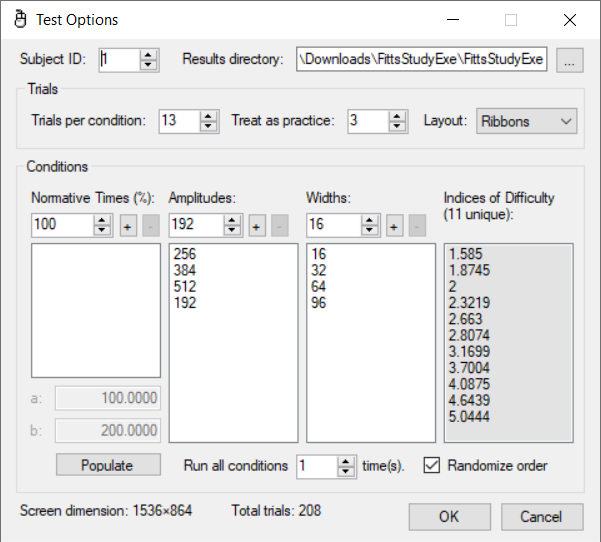 Test Options
Subject ID: 1 Results directory: \Downloads\FittsStudyExe\FittsStudyExe ...
Trials
Trials per condition: 13 Treat as practice: 3 Layout: Ribbons
Conditions
Normative Times (%): Amplitudes: Widths: Indices of Difficulty
(11 unique):
100 + - 192 + - 16 + -
256 16 1.585
384 32 1.8745
512 64 2
192 96 2.3219
2.663
2.8074
3.1699
3.7004
4.0875
4.6439
5.0444
a: 100.0000
b: 200.0000
Populate Run all conditions 1 time(s). Randomize order
Screen dimension: 1536×864 Total trials: 208 OK Cancel